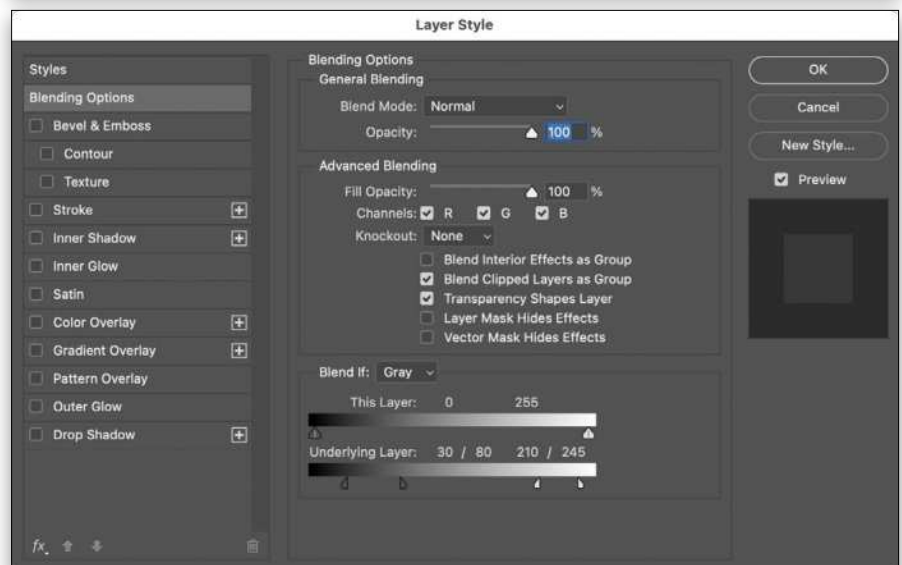 Layer Style
Styles
Blending Options
Bevel & Emboss
Contour
Texture
Stroke
Inner Shadow
Inner Glow
Satin
Color Overlay
Gradient Overlay
Pattern Overlay
Outer Glow
Drop Shadow
fx
Blending Options
General Blending
Blend Mode: Normal
Opacity: 100 %
Advanced Blending
Fill Opacity: 100 %
Channels: R G B
Knockout: None
Blend Interior Effects as Group
Blend Clipped Layers as Group
Transparency Shapes Layer
Layer Mask Hides Effects
Vector Mask Hides Effects
Blend If: Gray
This Layer: 0 255
Underlying Layer: 30 / 80 210 / 245
OK
Cancel
New Style...
Preview